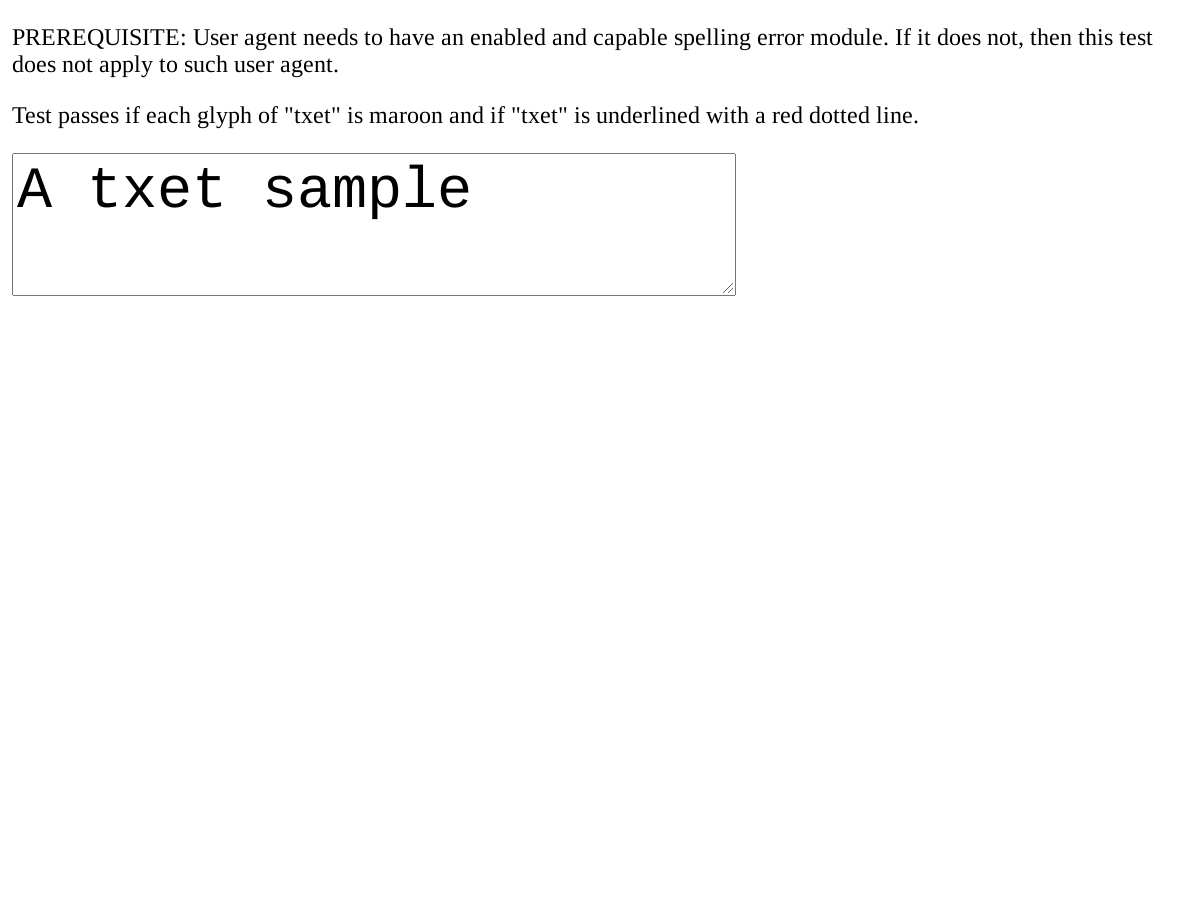 PREREQUISITE: User agent needs to have an enabled and capable spelling error module. If it does not, then this test
does not apply to such user agent.
Test passes if each glyph of "txet" is maroon and if "txet" is underlined with a red dotted line.
A txet sample